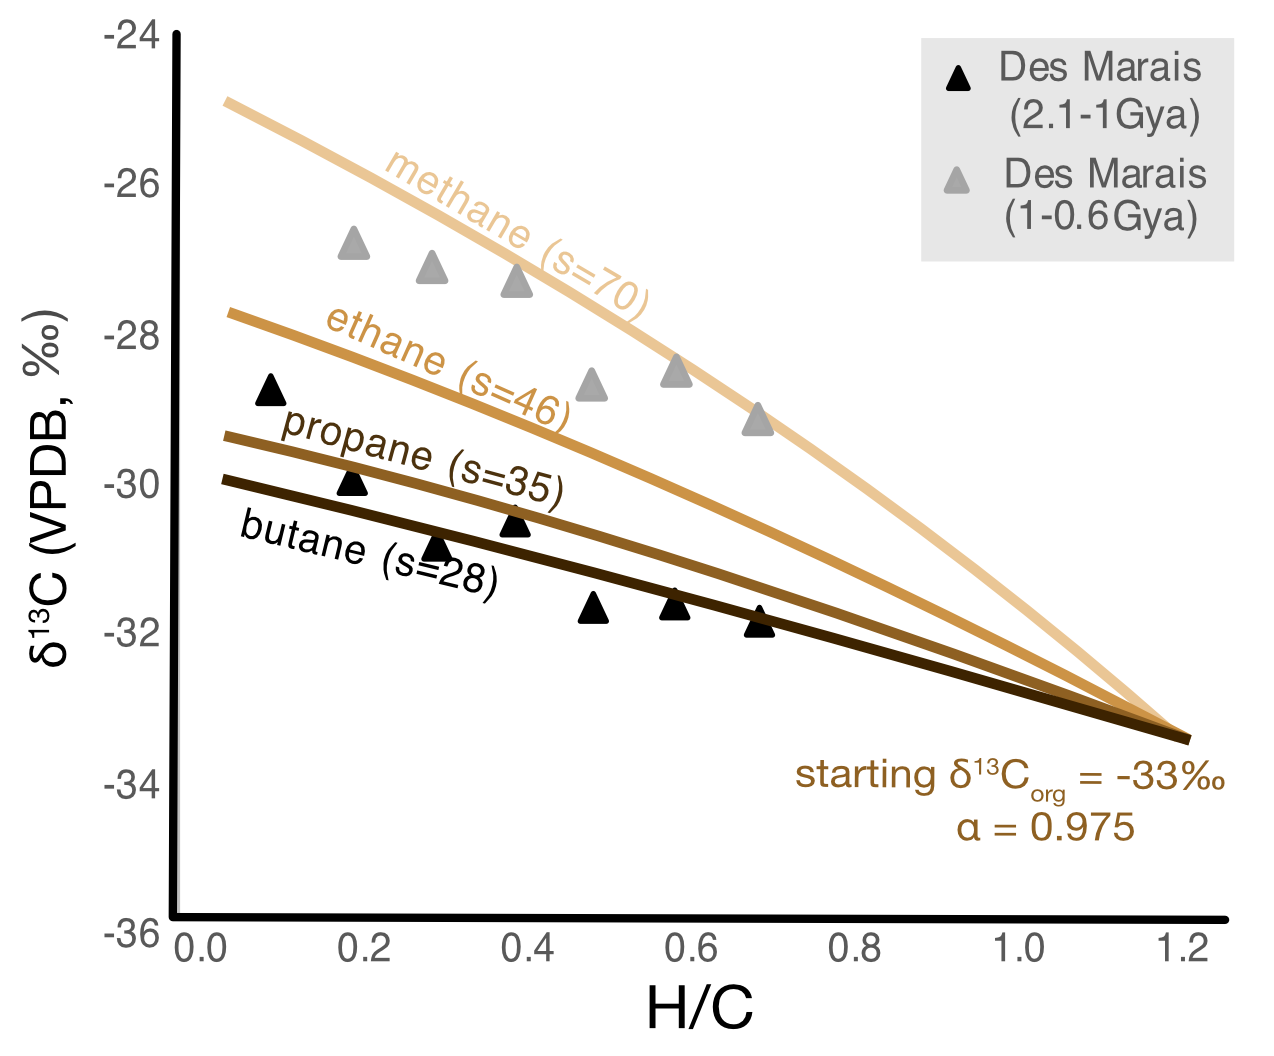 -24
-26
-28
-30
-32
-34
-36
δ¹³C (VPDB, ‰)
0.0 0.2 0.4 0.6 0.8 1.0 1.2
H/C
Des Marais
(2.1-1Gya)
Des Marais
(1-0.6Gya)
methane (s=70)
ethane (s=46)
propane (s=35)
butane (s=28)
starting δ¹³Corg = -33‰
α = 0.975